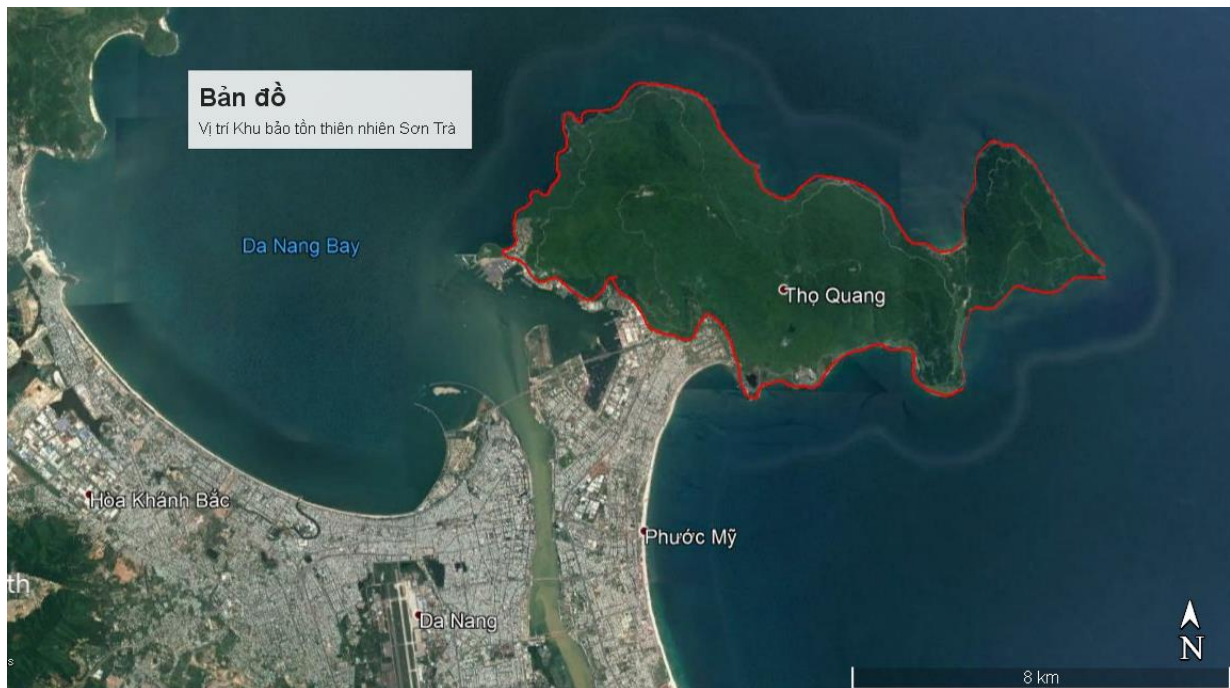 Bản đồ
Vị trí Khu bảo tồn thiên nhiên Sơn Trà
Da Nang Bay
Thọ Quang
Hòa Khánh Bắc
Phước Mỹ
th
Da Nang
N
s
8 km